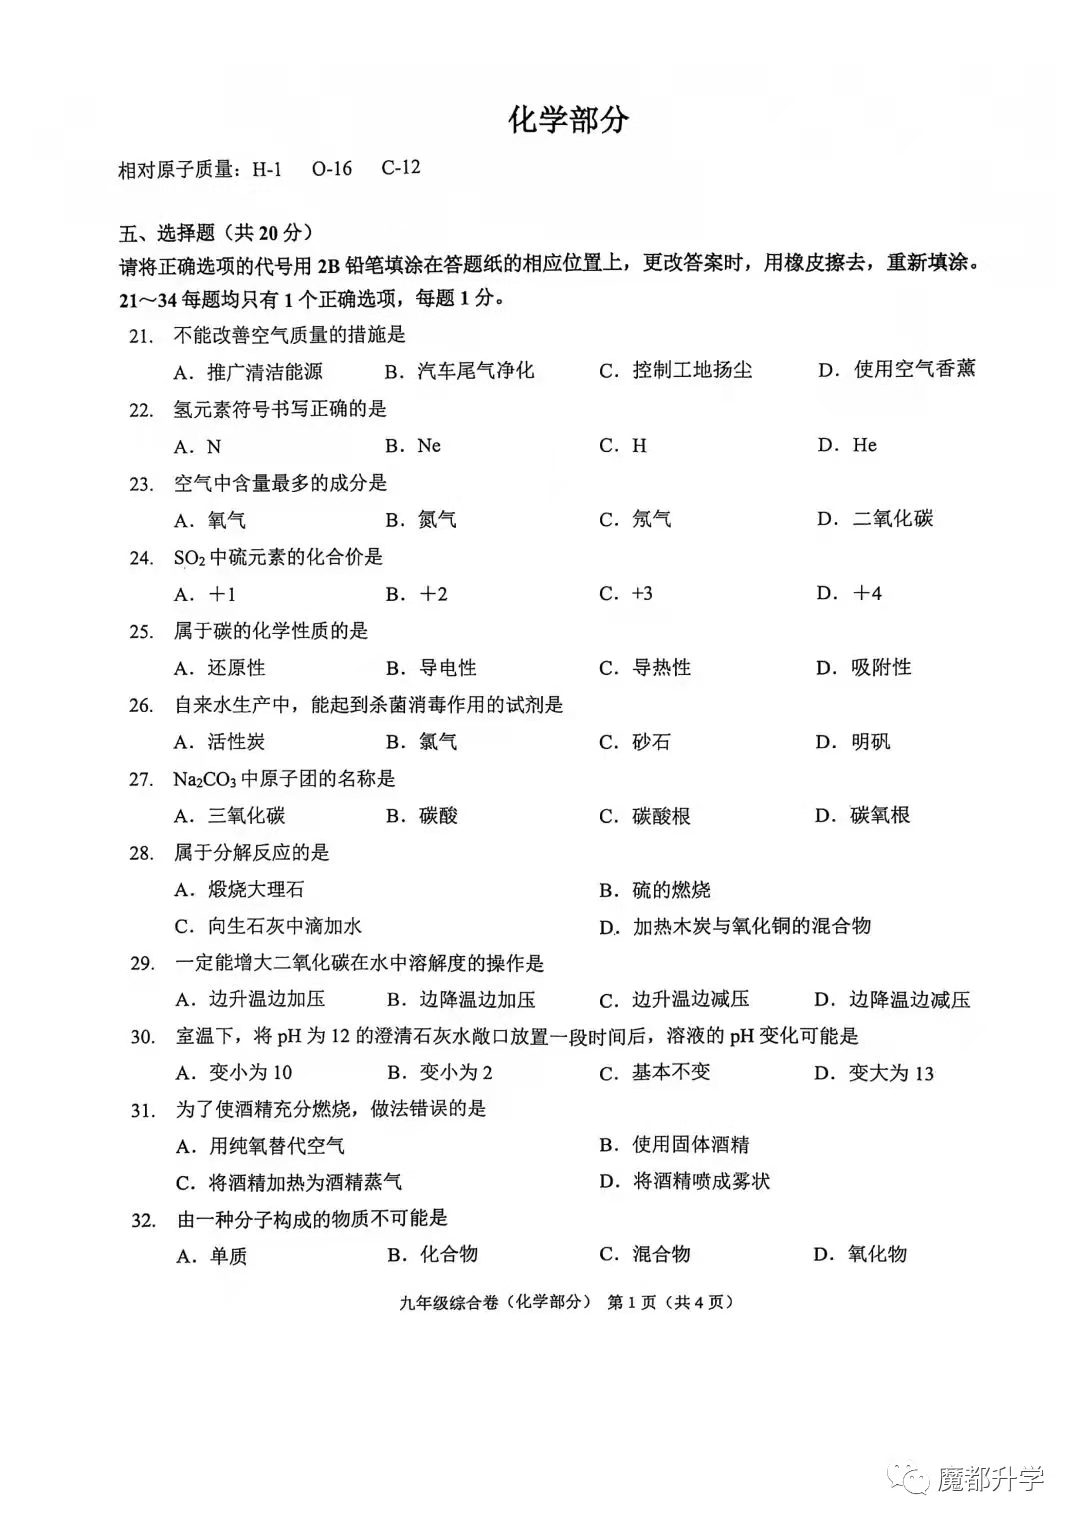 化学部分
相对原子质量：H-1 O-16 C-12
五、选择题（共 20 分）
请将正确选项的代号用 2B 铅笔填涂在答题纸的相应位置上，更改答案时，用橡皮擦去，重新填涂。
21～34 每题均只有 1 个正确选项，每题 1 分。
21. 不能改善空气质量的措施是
A．推广清洁能源 B．汽车尾气净化 C．控制工地扬尘 D．使用空气香薰
22. 氢元素符号书写正确的是
A．N B．Ne C．H D．He
23. 空气中含量最多的成分是
A．氧气 B．氮气 C．氖气 D．二氧化碳
24. SO₂中硫元素的化合价是
A．＋1 B．＋2 C．+3 D．＋4
25. 属于碳的化学性质的是
A．还原性 B．导电性 C．导热性 D．吸附性
26. 自来水生产中，能起到杀菌消毒作用的试剂是
A．活性炭 B．氯气 C．砂石 D．明矾
27. Na₂CO₃中原子团的名称是
A．三氧化碳 B．碳酸 C．碳酸根 D．碳氧根
28. 属于分解反应的是
A．煅烧大理石 B．硫的燃烧
C．向生石灰中滴加水 D．加热木炭与氧化铜的混合物
29. 一定能增大二氧化碳在水中溶解度的操作是
A．边升温边加压 B．边降温边加压 C．边升温边减压 D．边降温边减压
30. 室温下，将 pH 为 12 的澄清石灰水敞口放置一段时间后，溶液的 pH 变化可能是
A．变小为 10 B．变小为 2 C．基本不变 D．变大为 13
31. 为了使酒精充分燃烧，做法错误的是
A．用纯氧替代空气 B．使用固体酒精
C．将酒精加热为酒精蒸气 D．将酒精喷成雾状
32. 由一种分子构成的物质不可能是
A．单质 B．化合物 C．混合物 D．氧化物
九年级综合卷（化学部分） 第 1 页（共 4 页）
魔都升学